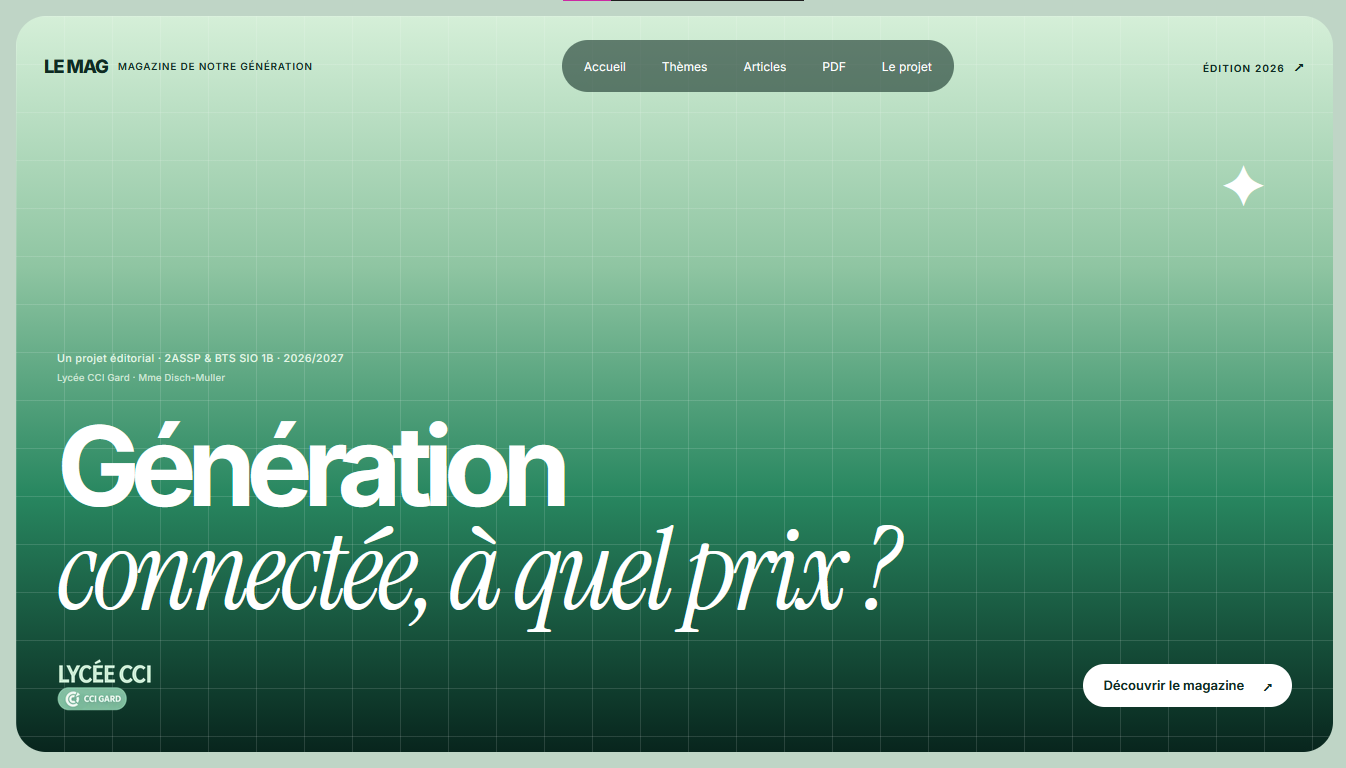 LE MAG MAGAZINE DE NOTRE GÉNÉRATION
Accueil Thèmes Articles PDF Le projet
ÉDITION 2026 ↗
Un projet éditorial · 2ASSP & BTS SIO 1B · 2026/2027
Lycée CCI Gard · Mme Disch-Muller
Génération
connectée, à quel prix ?
LYCÉE CCI
CCI GARD
Découvrir le magazine ↗